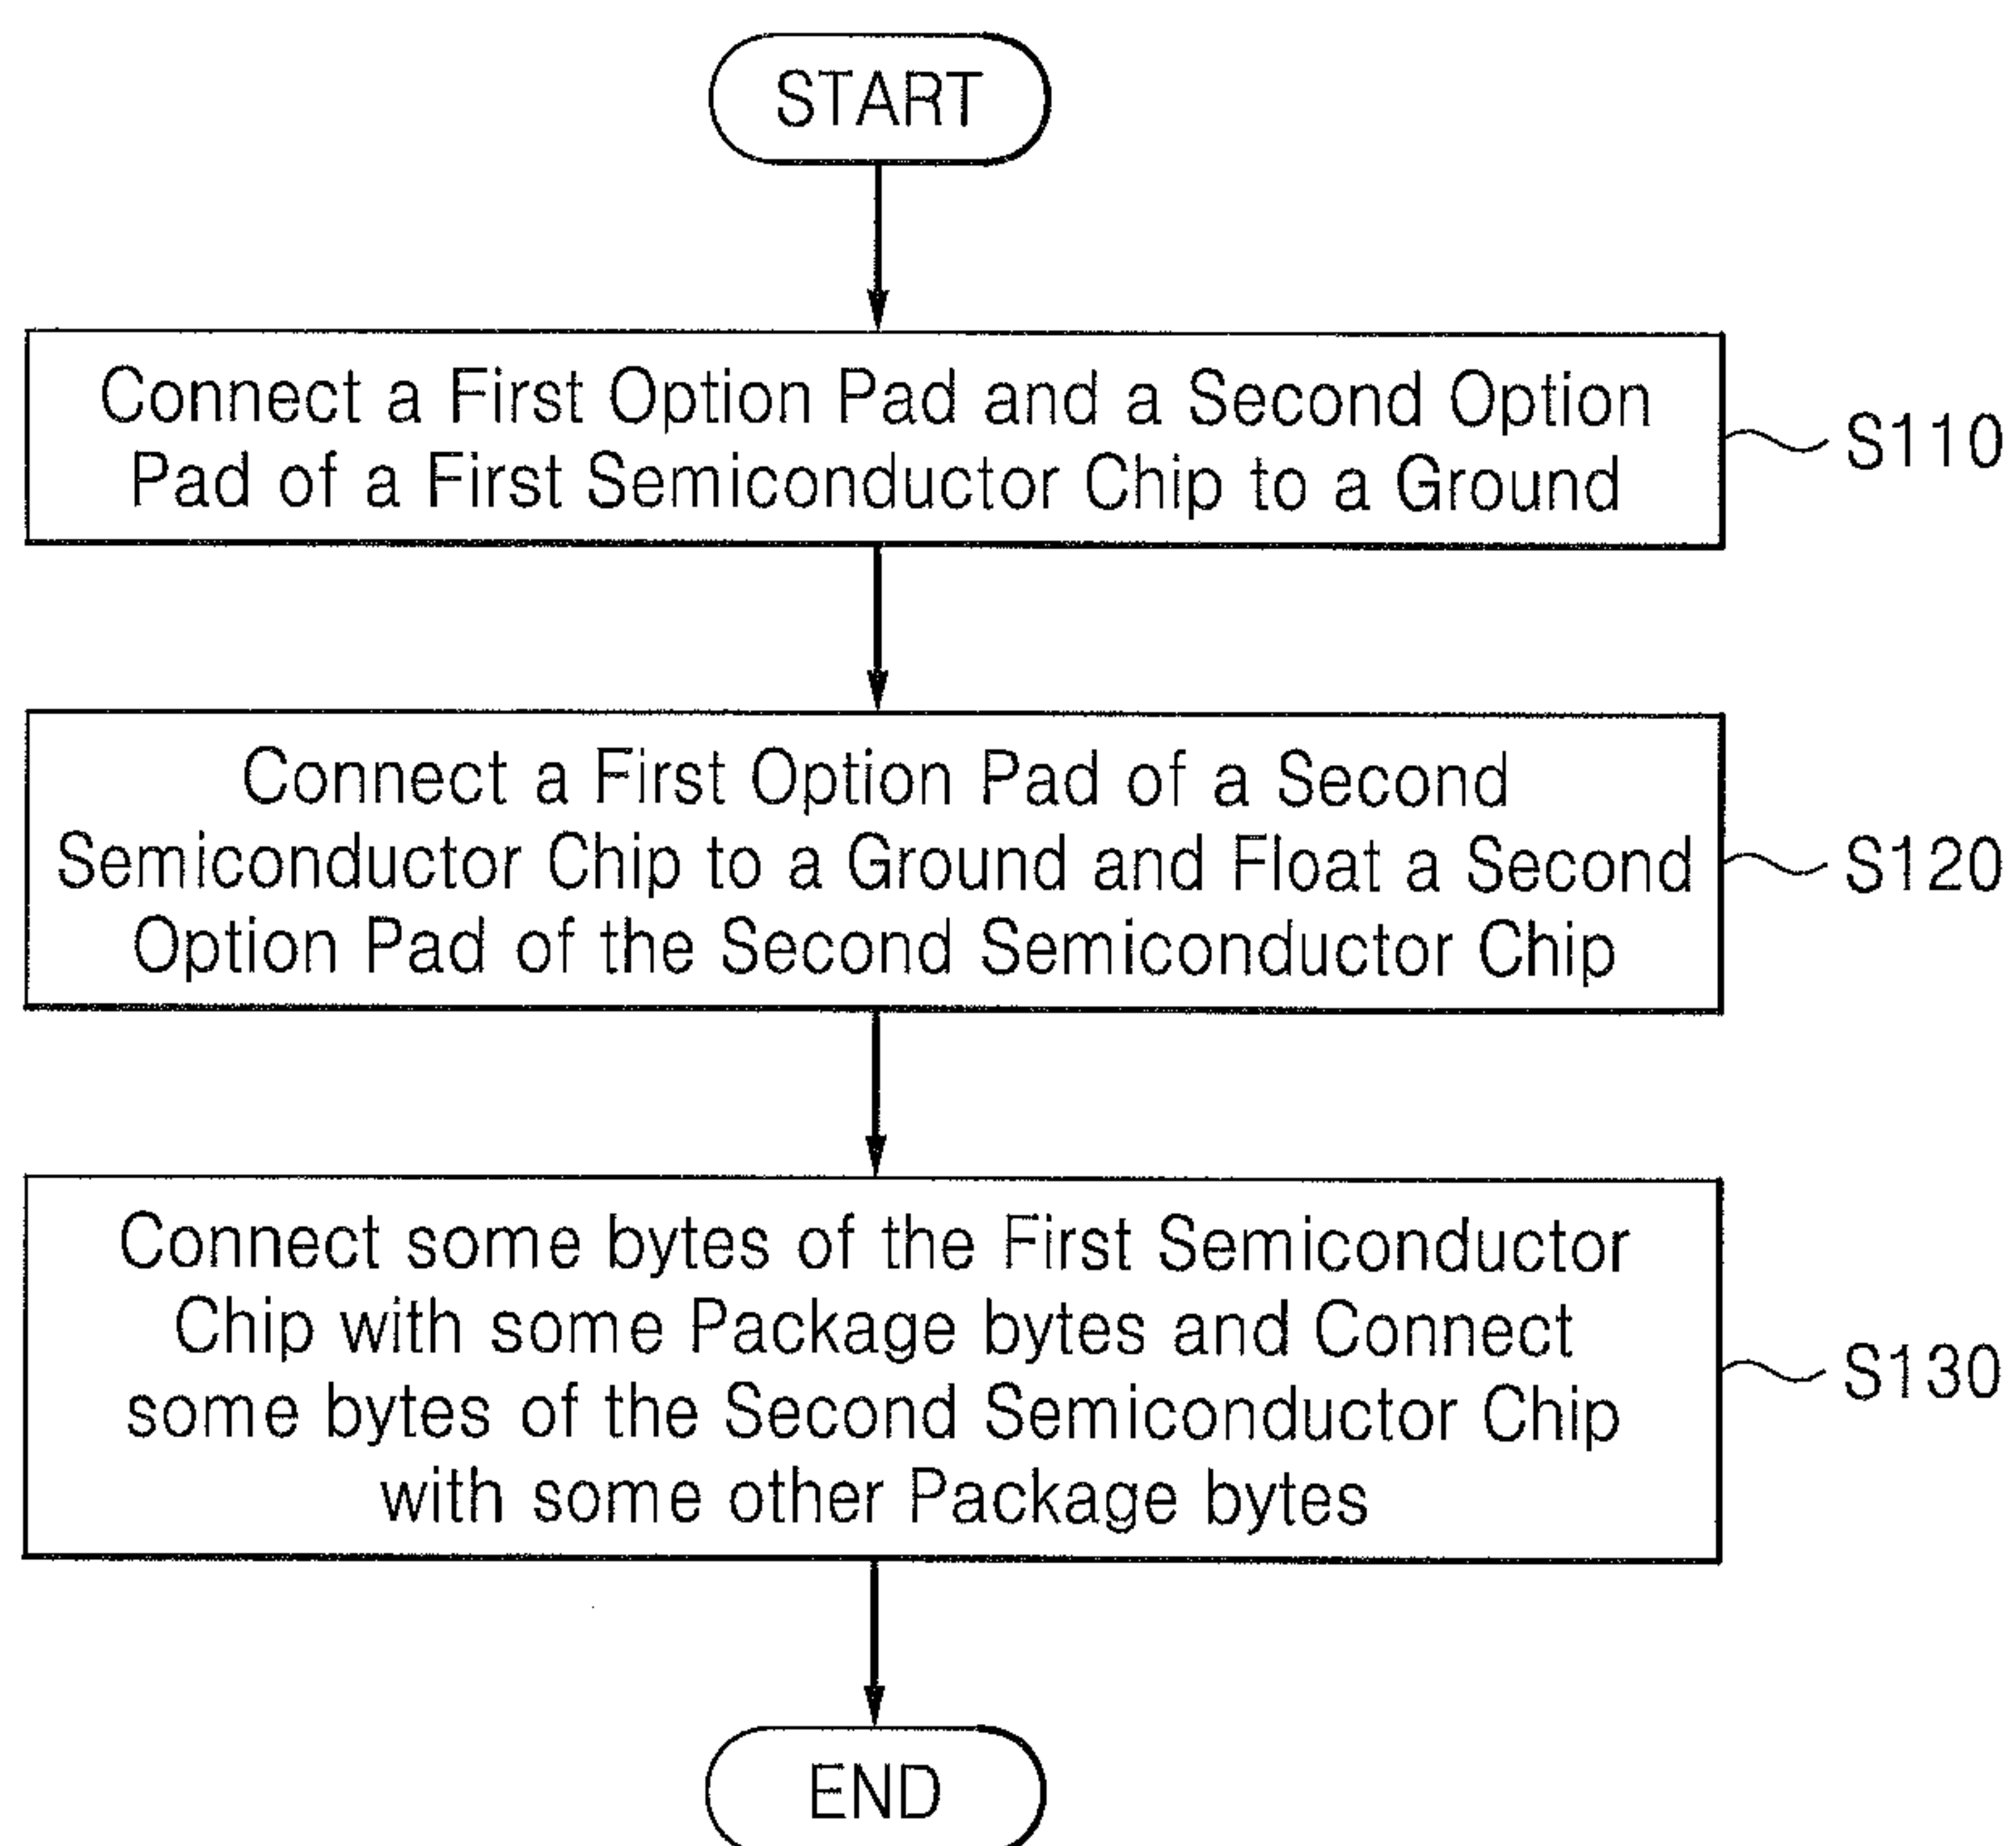 START
Connect a First Option Pad and a Second Option
Pad of a First Semiconductor Chip to a Ground
S110
Connect a First Option Pad of a Second
Semiconductor Chip to a Ground and Float a Second
Option Pad of the Second Semiconductor Chip
S120
Connect some bytes of the First Semiconductor
Chip with some Package bytes and Connect
some bytes of the Second Semiconductor Chip
with some other Package bytes
S130
END